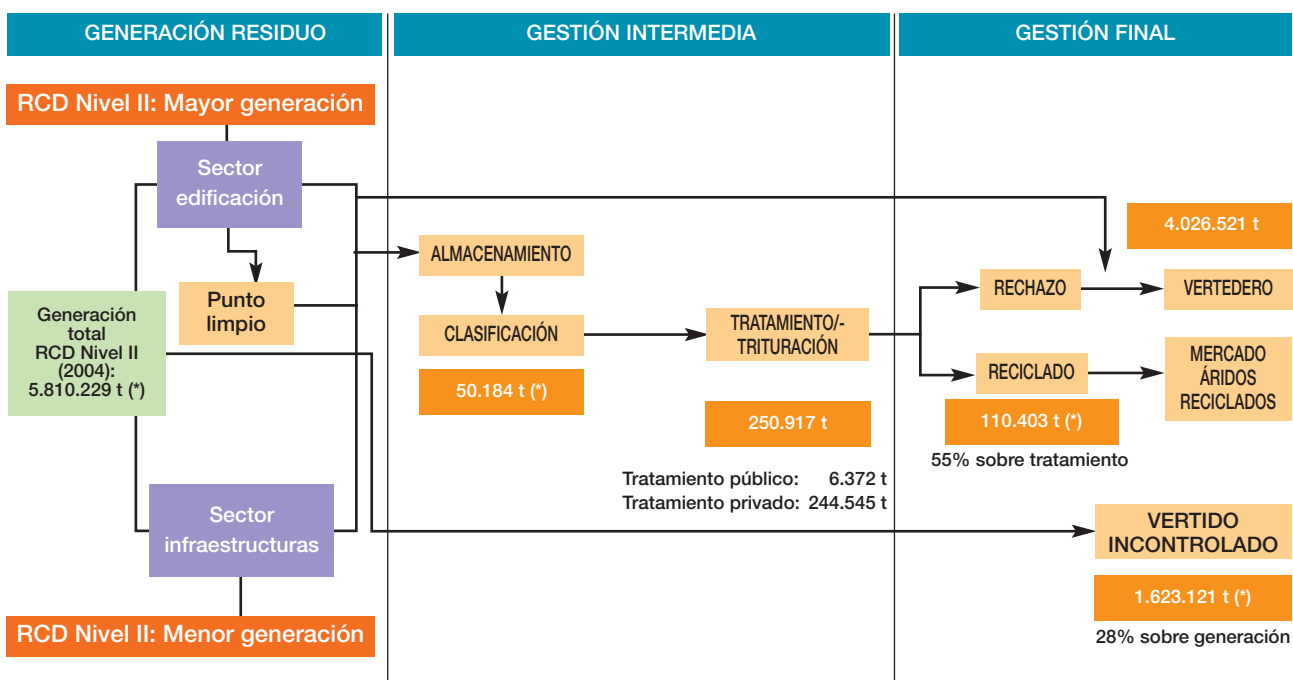 GENERACIÓN RESIDUO
GESTIÓN INTERMEDIA
GESTIÓN FINAL
RCD Nivel II: Mayor generación
Sector
edificación
Punto
limpio
Generación
total
RCD Nivel II
(2004):
5.810.229 t (*)
Sector
infraestructuras
RCD Nivel II: Menor generación
ALMACENAMIENTO
CLASIFICACIÓN
50.184 t (*)
TRATAMIENTO/-
TRITURACIÓN
250.917 t
Tratamiento público: 6.372 t
Tratamiento privado: 244.545 t
4.026.521 t
RECHAZO
VERTEDERO
RECICLADO
MERCADO
ÁRIDOS
RECICLADOS
110.403 t (*)
55% sobre tratamiento
VERTIDO
INCONTROLADO
1.623.121 t (*)
28% sobre generación